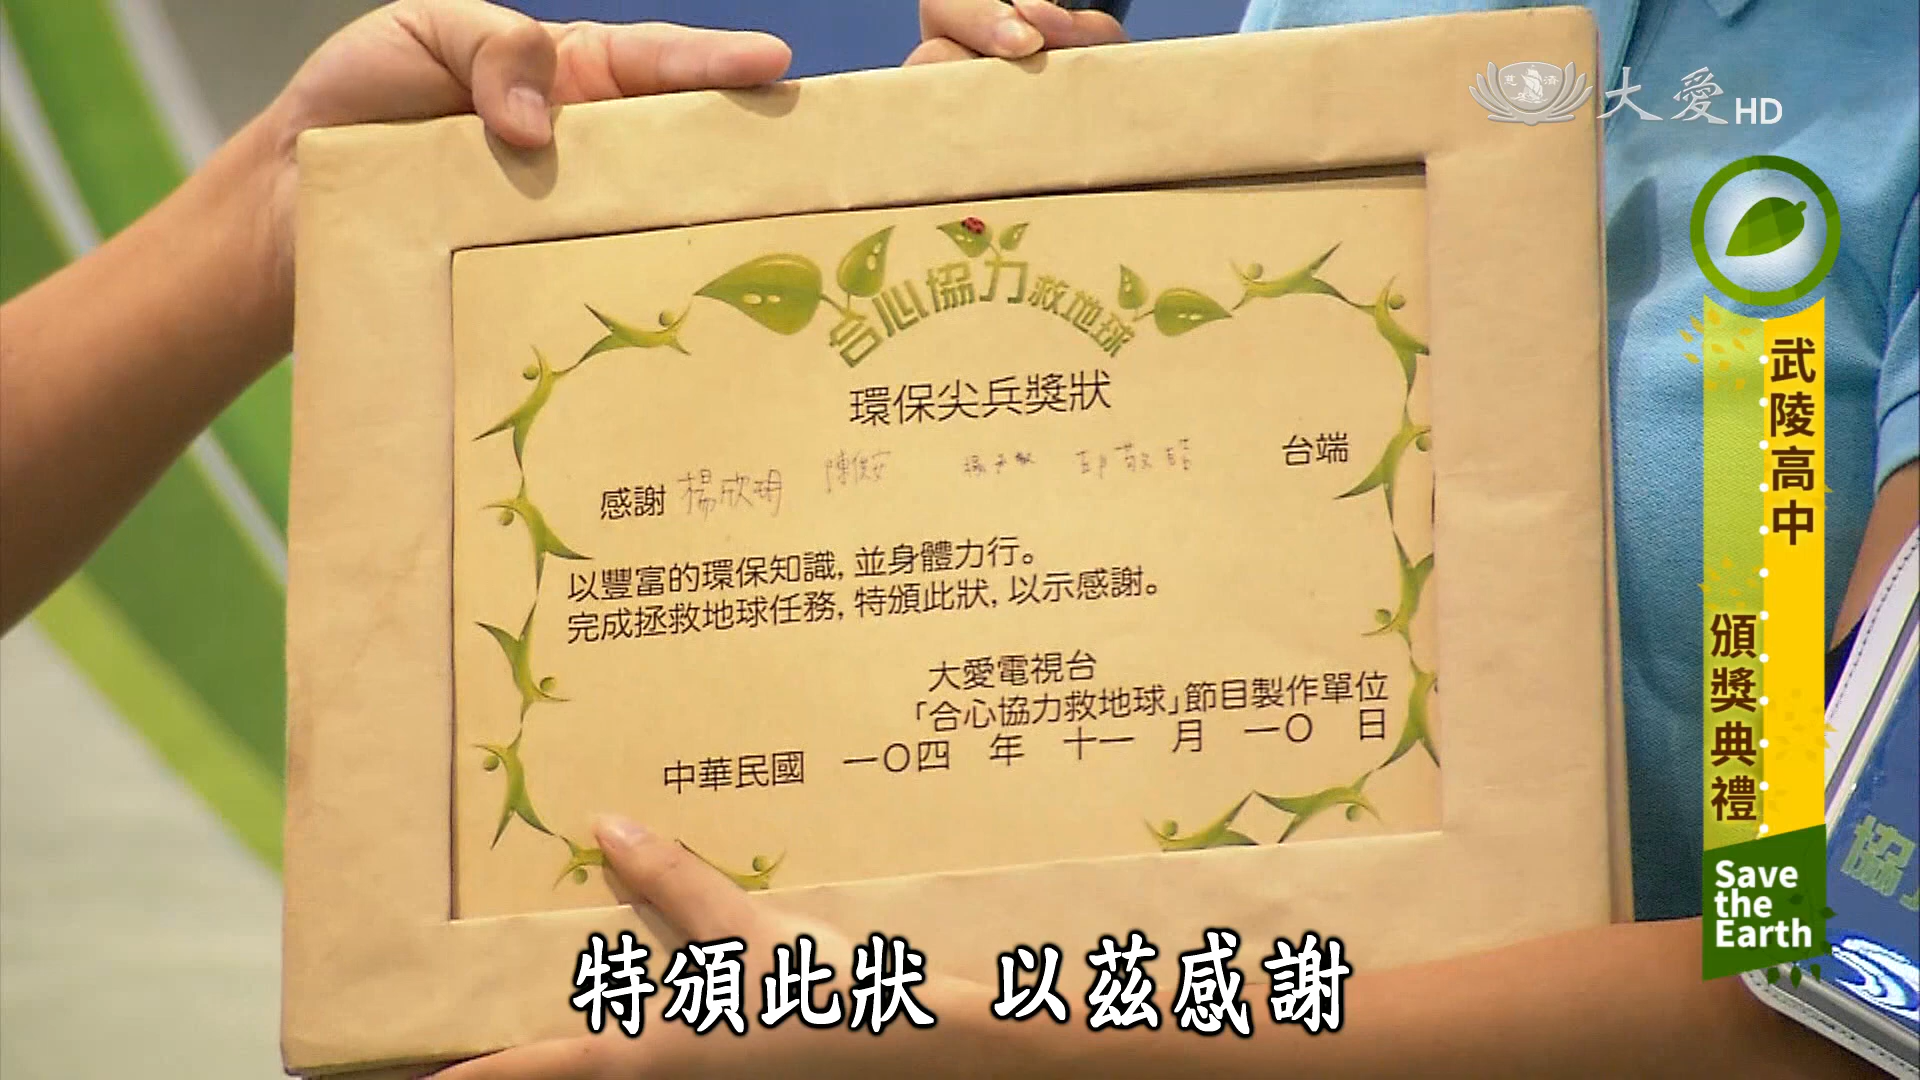 大愛HD
武陵高中
頒獎典禮
Save
the
Earth
合心協力救地球
環保尖兵獎狀
感謝 楊欣玥 台端
以豐富的環保知識,並身體力行。
完成拯救地球任務,特頒此狀,以示感謝。
大愛電視台
「合心協力救地球」節目製作單位
中華民國 一〇四 年 十一 月 一〇 日
協
特頒此狀 以茲感謝